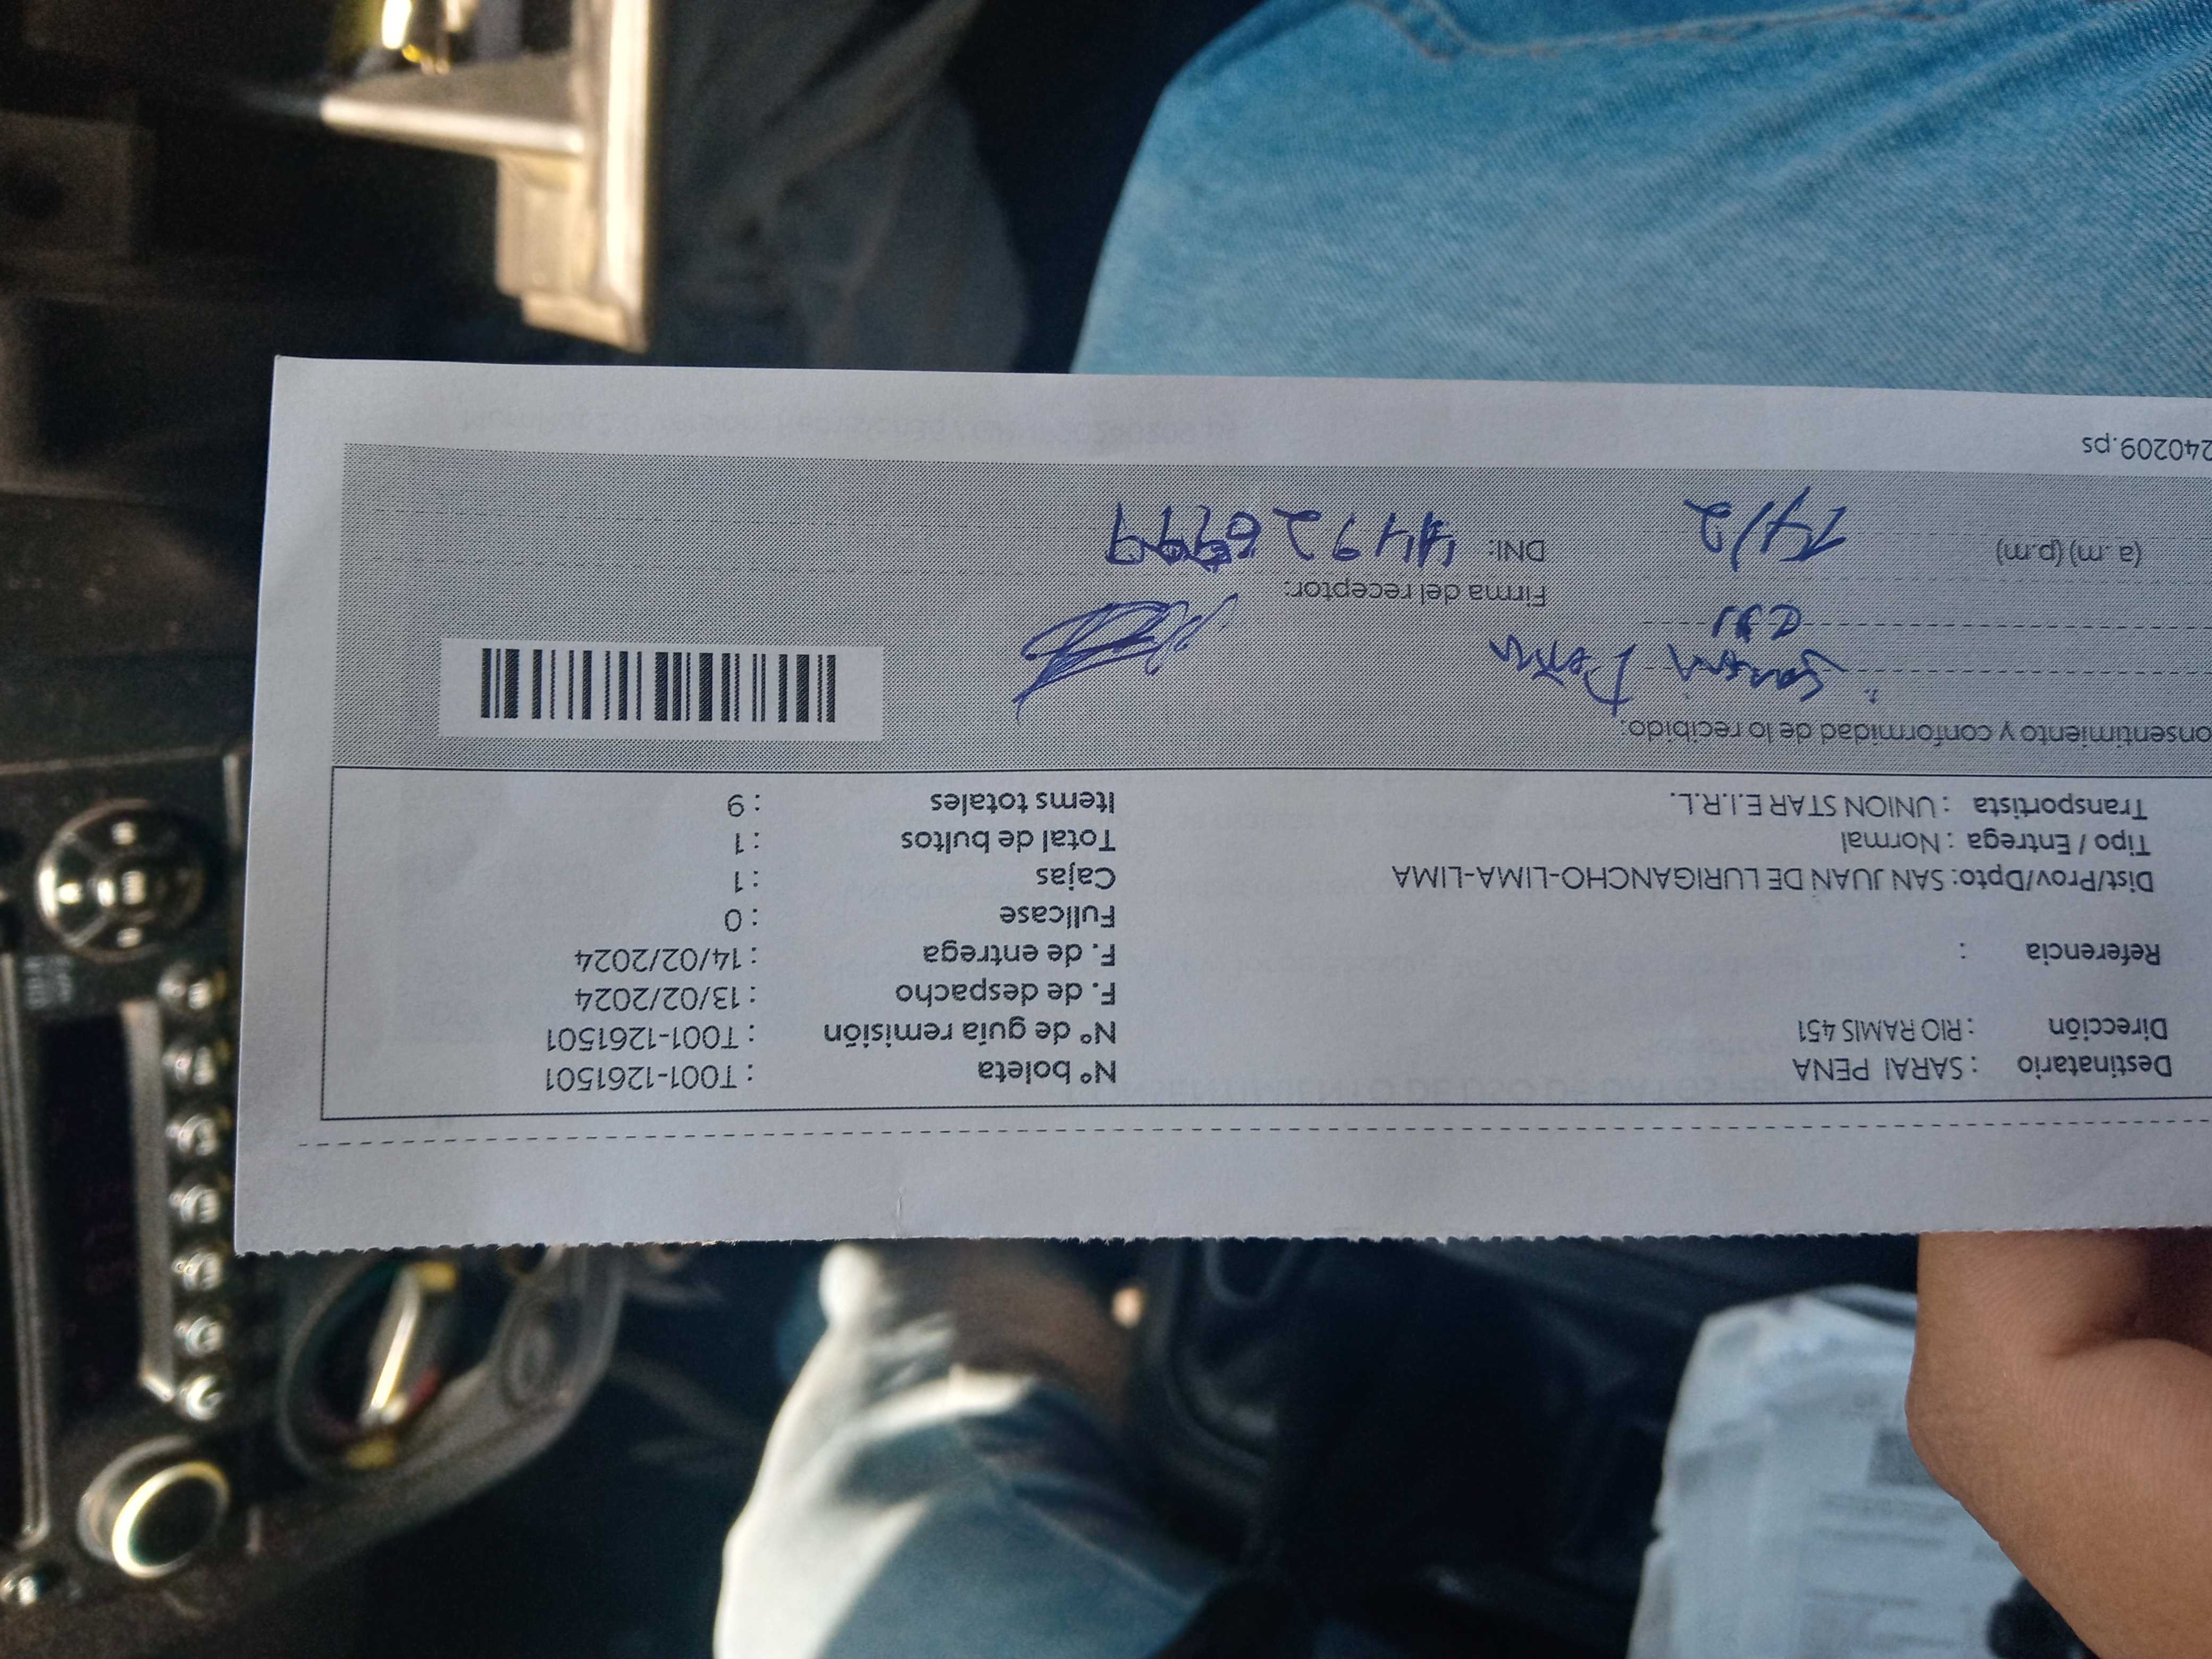 Destinatario : SARAI PENA
Dirección : RIO RAMIS 451
Referencia :
Dist/Prov/Dpto: SAN JUAN DE LURIGANCHO-LIMA-LIMA
Tipo / Entrega : Normal
Transportista : UNION STAR E.I.R.L.
N° boleta : T001-1261501
N° de guía remisión : T001-1261501
F. de despacho : 13/02/2024
F. de entrega : 14/02/2024
Fullcase : 0
Cajas : 1
Total de bultos : 1
Items totales : 9
onsentimiento y conformidad de lo recibido.
Firma del receptor:
(a. m) (p.m) 14/2
DNI:
240209.ps